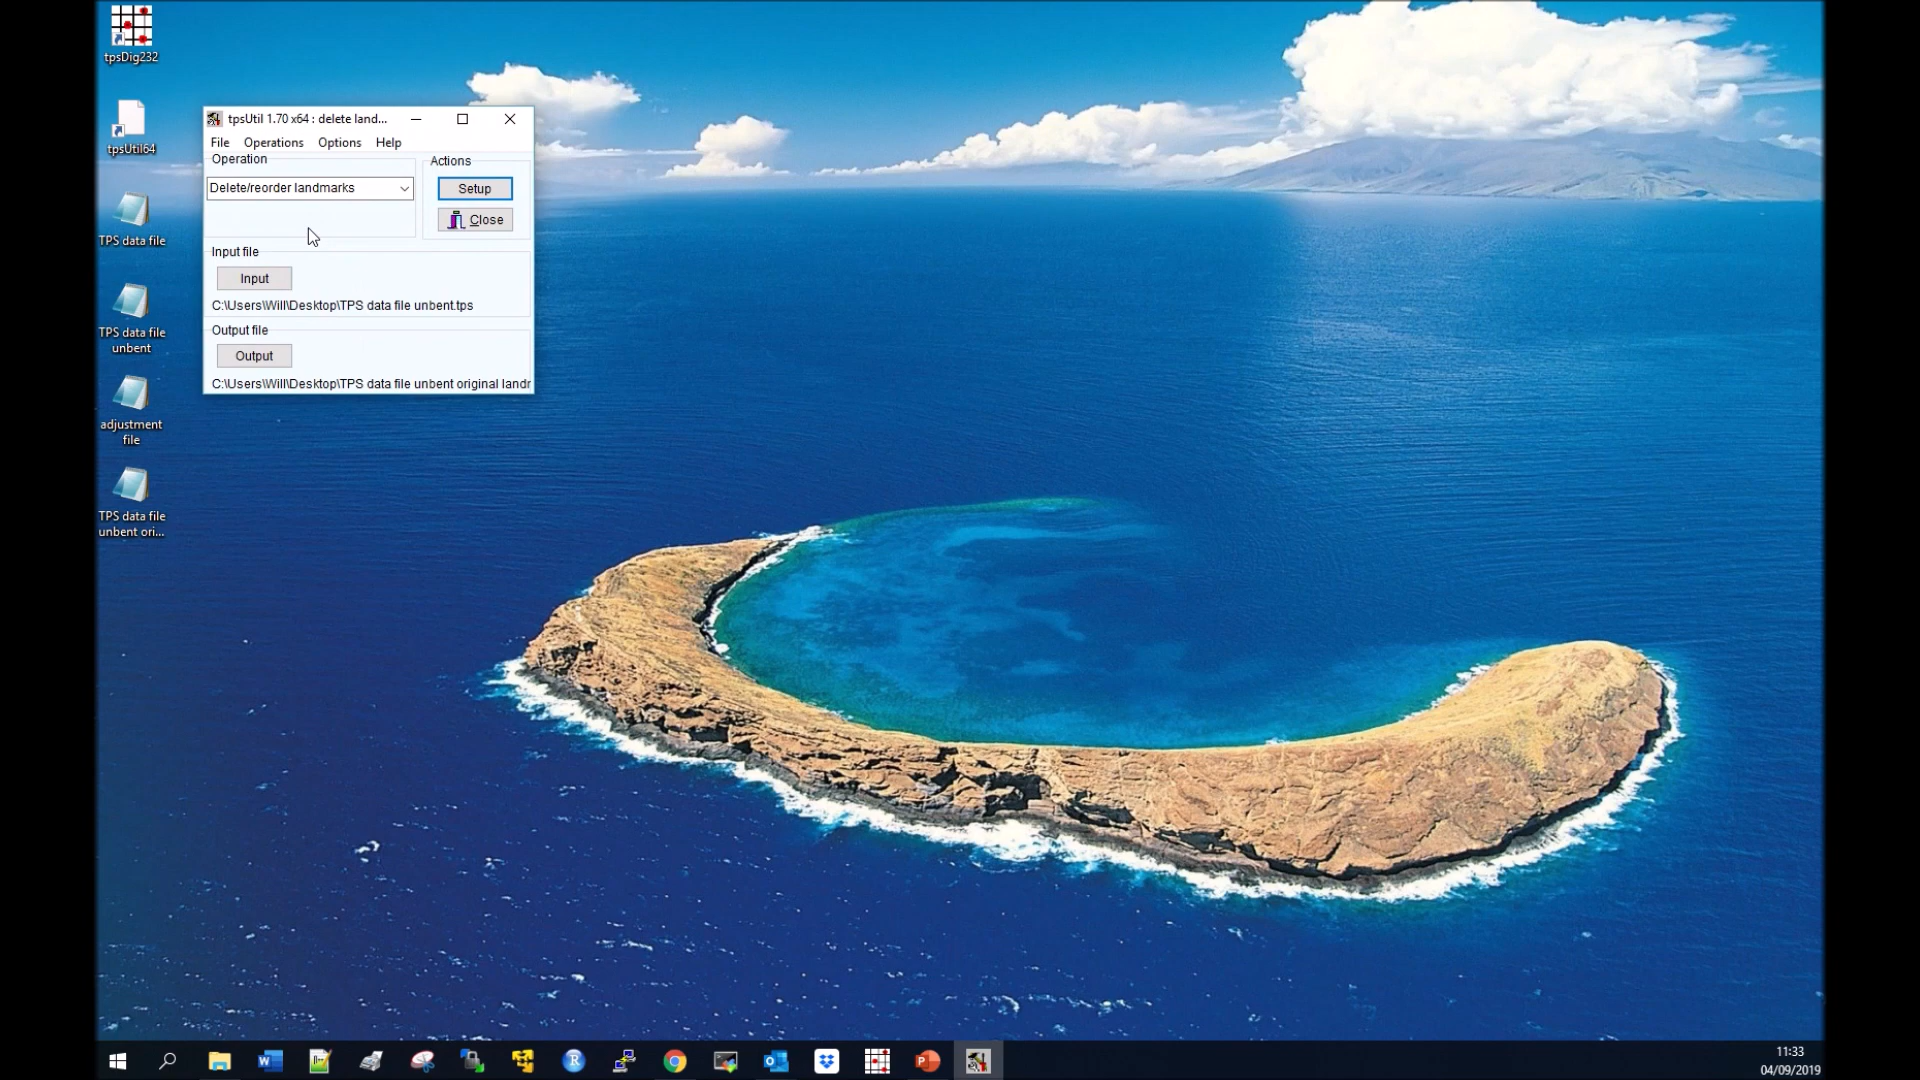 tpsDig232
tpsUtil64
TPS data file
TPS data file
unbent
adjustment
file
TPS data file
unbent ori...
tpsUtil 1.70 x64 : delete land...
File Operations Options Help
Operation
Delete/reorder landmarks
Actions
Setup
Close
Input file
Input
C:\Users\Will\Desktop\TPS data file unbent.tps
Output file
Output
C:\Users\Will\Desktop\TPS data file unbent original landr
11:33
04/09/2019